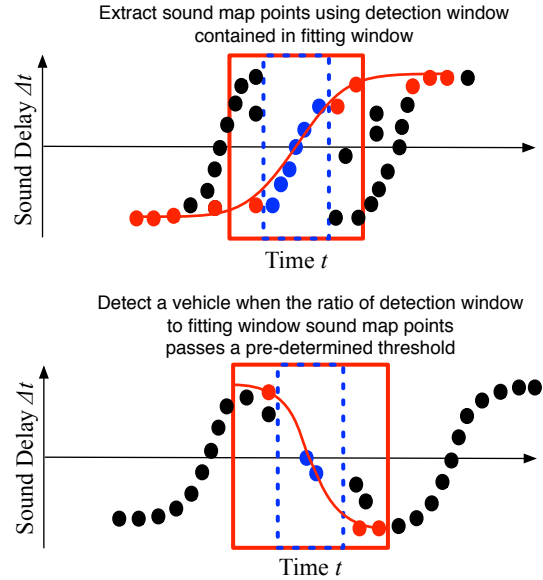 Extract sound map points using detection window
contained in fitting window
Sound Delay Δt
Time t
Detect a vehicle when the ratio of detection window
to fitting window sound map points
passes a pre-determined threshold
Sound Delay Δt
Time t